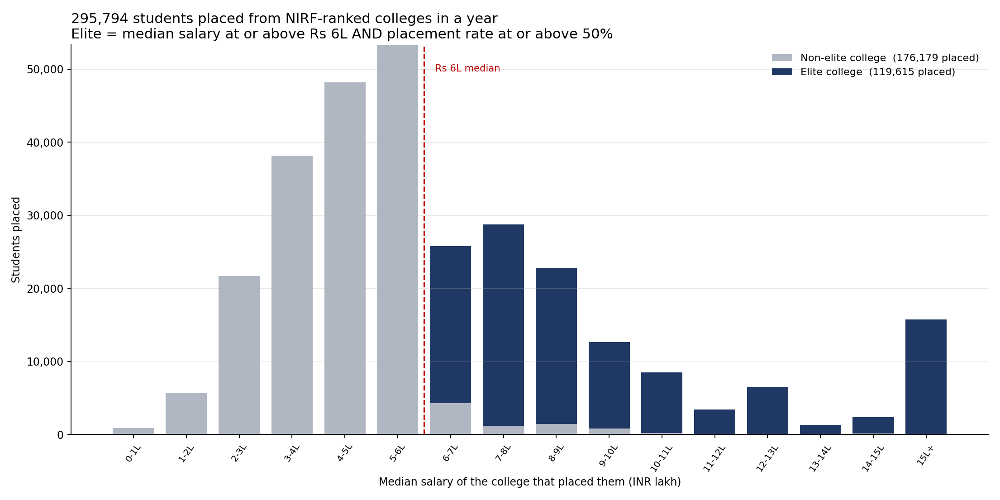 295,794 students placed from NIRF-ranked colleges in a year
Elite = median salary at or above Rs 6L AND placement rate at or above 50%
Rs 6L median
Non-elite college (176,179 placed)
Elite college (119,615 placed)
Students placed
50,000
40,000
30,000
20,000
10,000
0
0-1L
1-2L
2-3L
3-4L
4-5L
5-6L
6-7L
7-8L
8-9L
9-10L
10-11L
11-12L
12-13L
13-14L
14-15L
15L+
Median salary of the college that placed them (INR lakh)